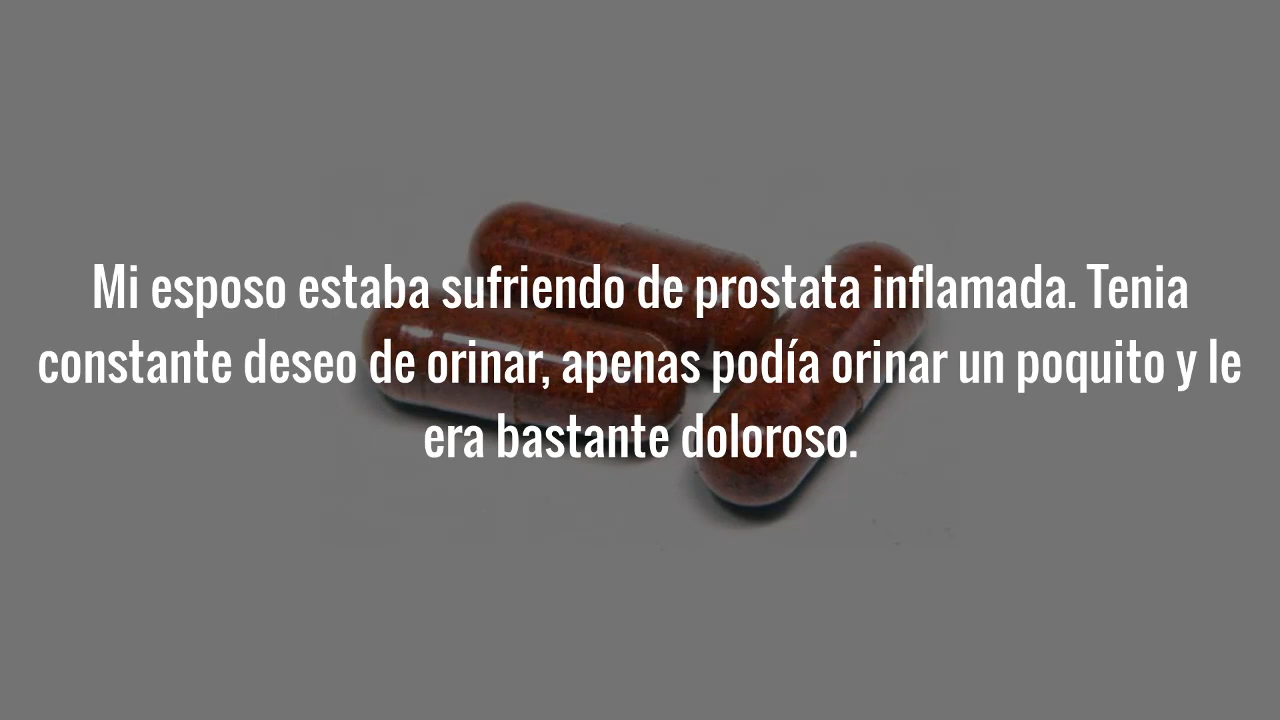 Mi esposo estaba sufriendo de prostata inflamada. Tenia
constante deseo de orinar, apenas podía orinar un poquito y le
era bastante doloroso.